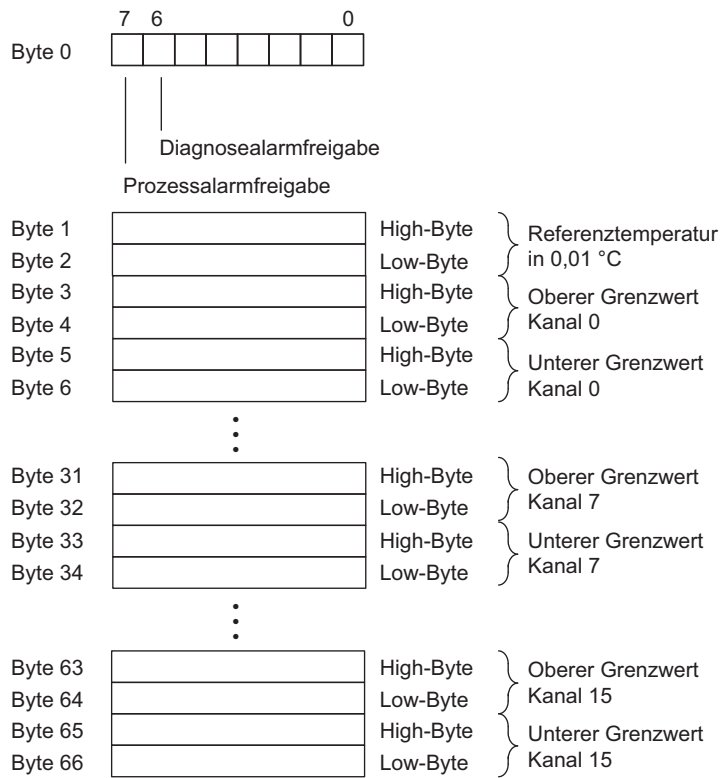 7 6 0
Byte 0
Diagnosealarmfreigabe
Prozessalarmfreigabe
Byte 1 High-Byte Referenztemperatur
Byte 2 Low-Byte in 0,01 °C
Byte 3 High-Byte Oberer Grenzwert
Byte 4 Low-Byte Kanal 0
Byte 5 High-Byte Unterer Grenzwert
Byte 6 Low-Byte Kanal 0
Byte 31 High-Byte Oberer Grenzwert
Byte 32 Low-Byte Kanal 7
Byte 33 High-Byte Unterer Grenzwert
Byte 34 Low-Byte Kanal 7
Byte 63 High-Byte Oberer Grenzwert
Byte 64 Low-Byte Kanal 15
Byte 65 High-Byte Unterer Grenzwert
Byte 66 Low-Byte Kanal 15